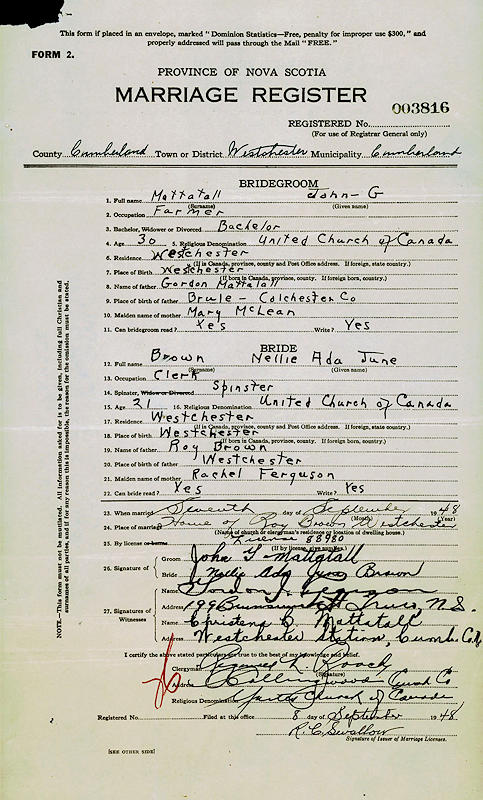 This form if placed in an envelope, marked "Dominion Statistics—Free, penalty for improper use $300," and
properly addressed will pass through the Mail "FREE."
FORM 2.
PROVINCE OF NOVA SCOTIA
MARRIAGE REGISTER
003816
REGISTERED No.
(For use of Registrar General only)
County Cumberland Town or District Westchester Municipality Cumberland
BRIDEGROOM
1. Full name Mattatall John-G
(Surname) (Given name)
2. Occupation Farmer
3. Bachelor, Widower or Divorced Bachelor
4. Age 30 5. Religious Denomination United Church of Canada
6. Residence Westchester
(If in Canada, province, county and Post Office address. If foreign, state country.)
7. Place of Birth Westchester
(If born in Canada, province, county. If foreign born, country.)
8. Name of father Gordon Mattatall
9. Place of birth of father Brule - Colchester Co
10. Maiden name of mother Mary McLean
11. Can bridegroom read? Yes Write? Yes
BRIDE
12. Full name Brown Nellie Ada June
(Surname) (Given name)
13. Occupation Clerk
14. Spinster, Widow or Divorced Spinster
15. Age 21 16. Religious Denomination United Church of Canada
17. Residence Westchester
(If in Canada, province, county and Post Office address. If foreign, state country.)
18. Place of birth Westchester
(If born in Canada, province, county. If foreign born, country.)
19. Name of father Roy Brown
20. Place of birth of father Westchester
21. Maiden name of mother Rachel Ferguson
22. Can bride read? Yes Write? Yes
23. When married Seventh day of September 1948
(Month) (Year)
24. Place of marriage Home of Roy Brown Westchester
(Name of church or clergyman's residence or location of dwelling house.)
25. By license or banns License 88980
(If by license, give number.)
26. Signature of
Groom John G Mattatall
Bride Nellie Ada June Brown
27. Signatures of Witnesses
Name
Address 199 Brunswick St Truro, N.S.
Name Mattatall
Address Westchester Station, Cumb. Co.
I certify the above stated particulars are true to the best of my knowledge and belief.
Clergyman Roach
(Signature)
Address Collingwood Cumb Co
Religious Denomination United Church of Canada
Registered No. Filed at this office 8 day of September 1948
R. C. Swallow
Signature of Issuer of Marriage Licenses.
[SEE OTHER SIDE]
NOTE—This form must not be mutilated. All information asked for is to be given, including full Christian and
surnames of all parties, and if for any reason this is impossible, the reason for the omission must be stated.